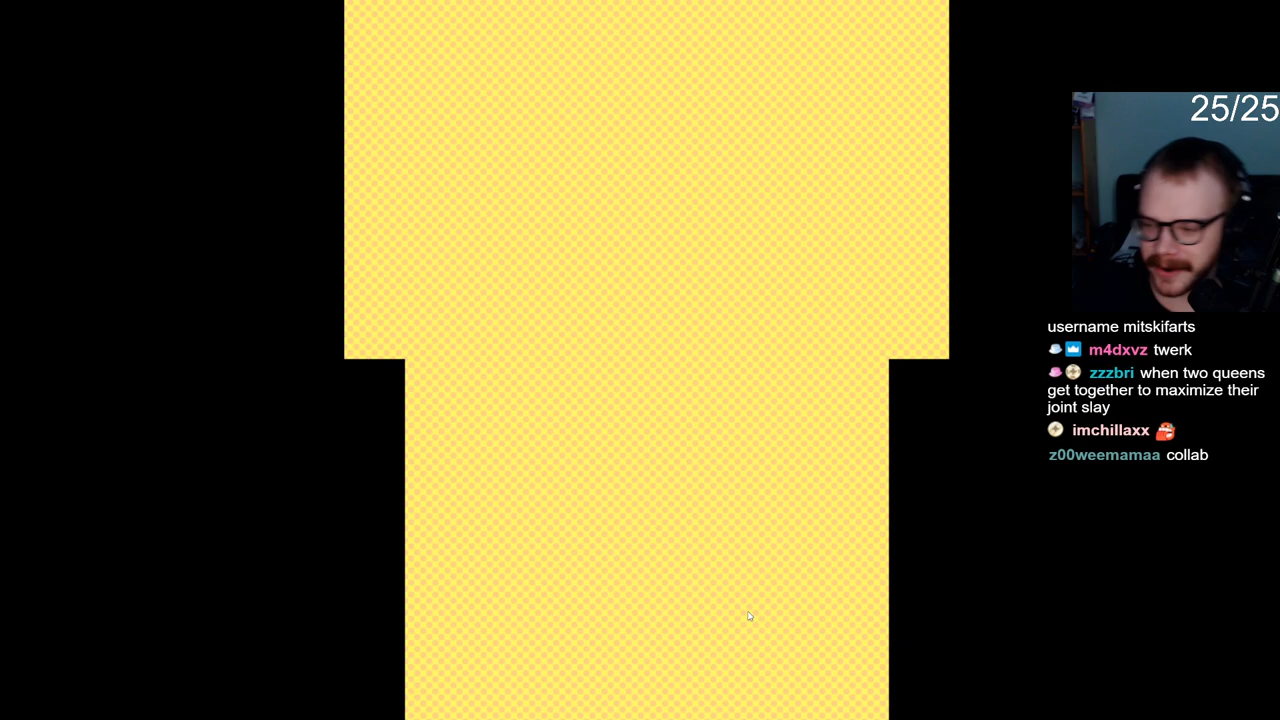 25/25
username mitskifarts
m4dxvz twerk
zzzbri when two queens
get together to maximize their
joint slay
imchillaxx
z00weemamaa collab